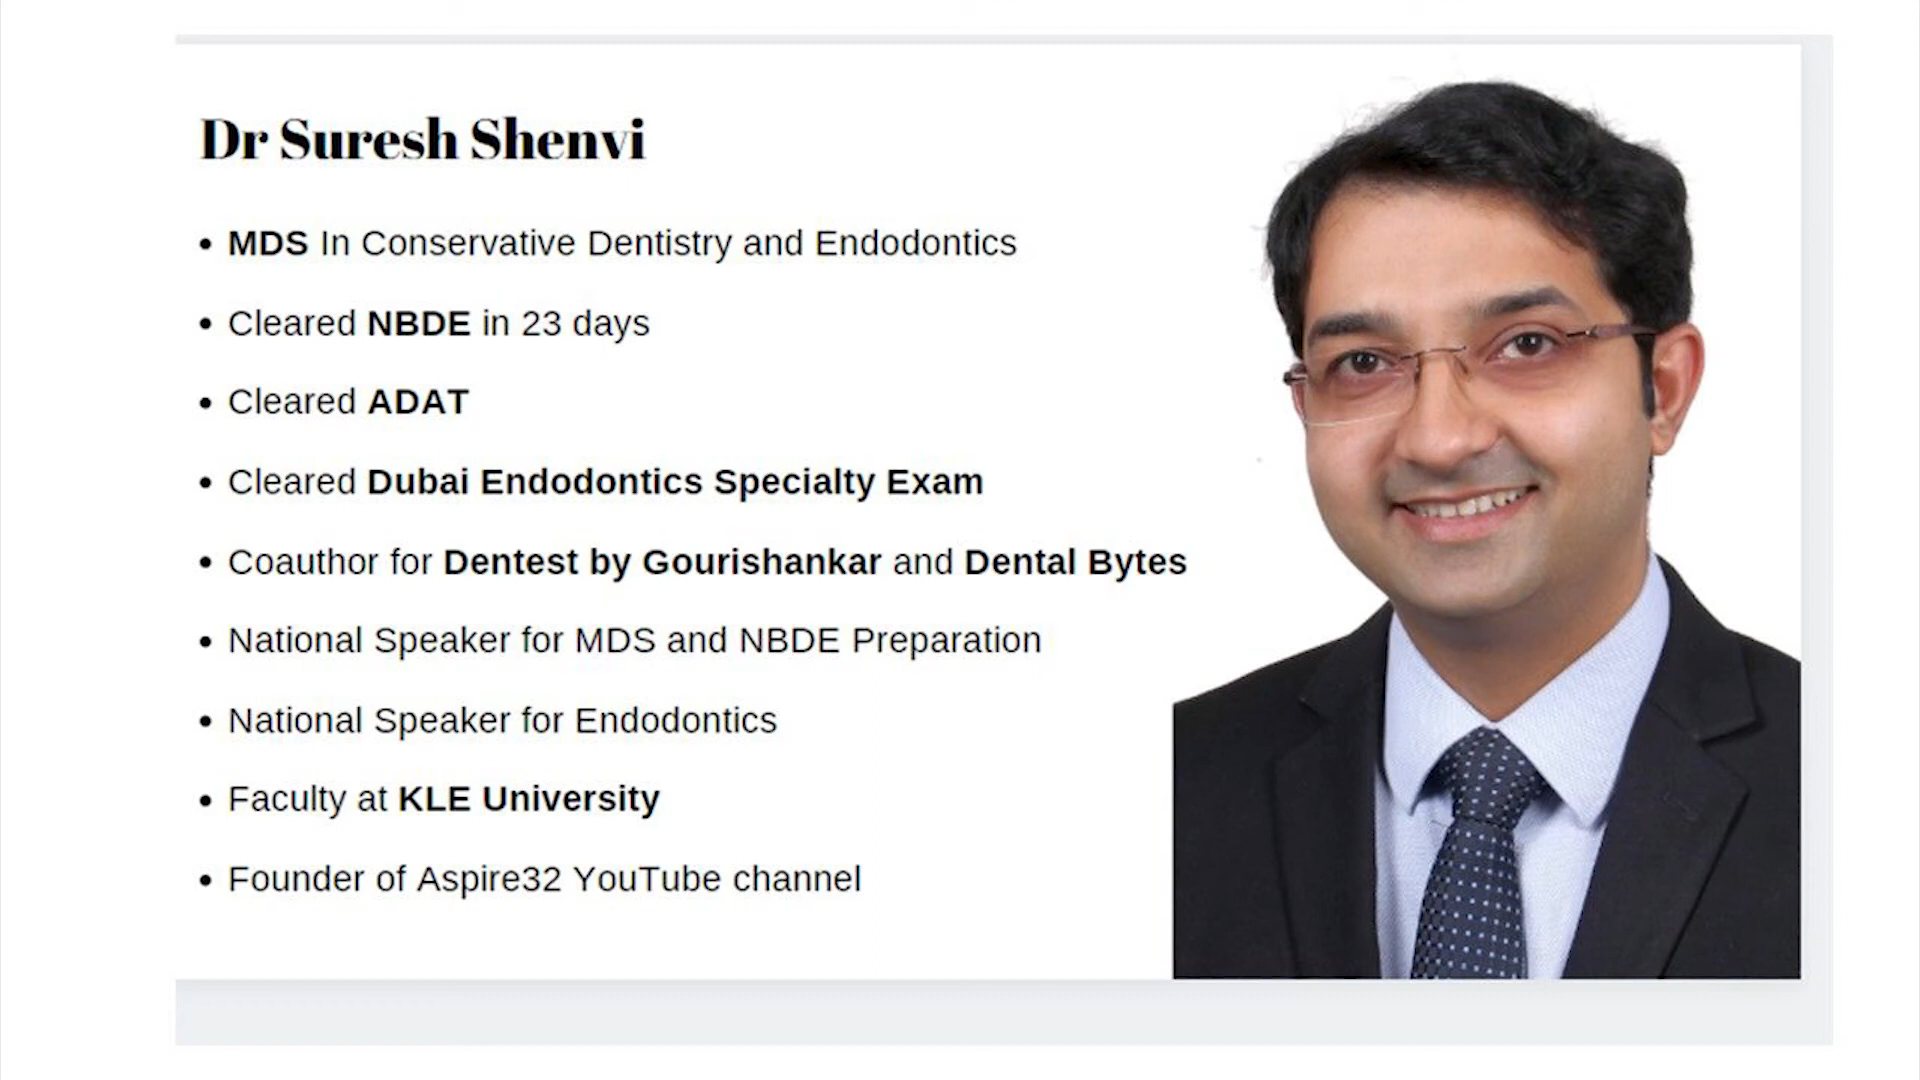 Dr Suresh Shenvi
• MDS In Conservative Dentistry and Endodontics
• Cleared NBDE in 23 days
• Cleared ADAT
• Cleared Dubai Endodontics Specialty Exam
• Coauthor for Dentest by Gourishankar and Dental Bytes
• National Speaker for MDS and NBDE Preparation
• National Speaker for Endodontics
• Faculty at KLE University
• Founder of Aspire32 YouTube channel